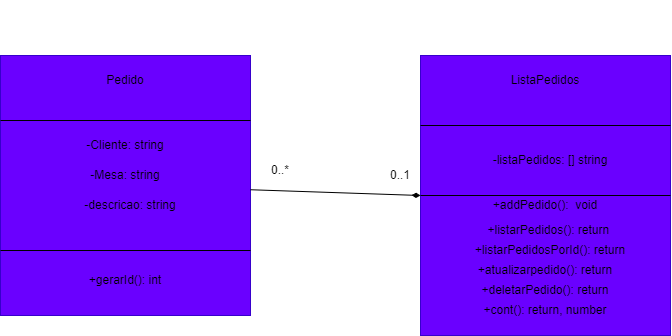 Pedido
-Cliente: string
-Mesa: string
-descricao: string
+gerarId(): int
0..*
0..1
ListaPedidos
-listaPedidos: [] string
+addPedido():  void
+listarPedidos(): return
+listarPedidosPorId(): return
+atualizarpedido(): return
+deletarPedido(): return
+cont(): return, number